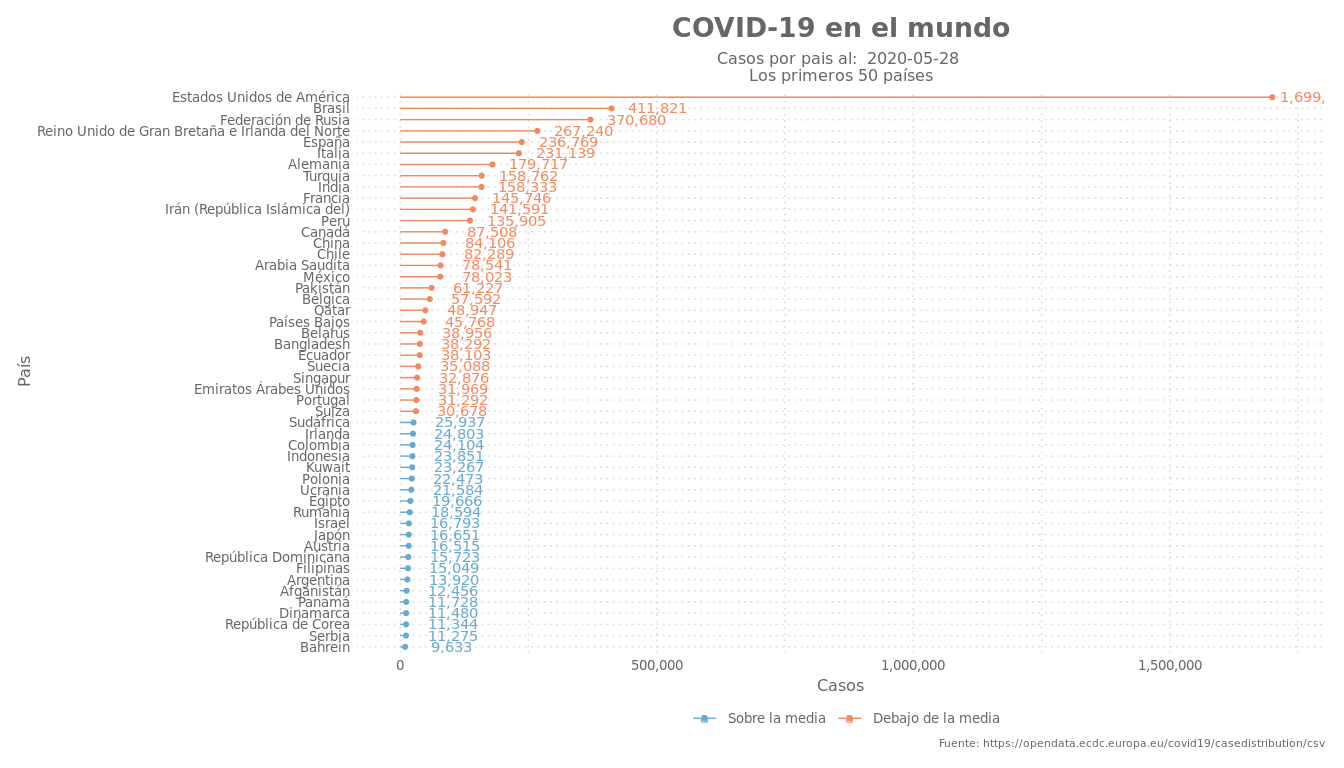 COVID-19 en el mundo
Casos por pais al:  2020-05-28
Los primeros 50 países
Estados Unidos de América 1,699,
Brasil 411,821
Federación de Rusia 370,680
Reino Unido de Gran Bretaña e Irlanda del Norte 267,240
España 236,769
Italia 231,139
Alemania 179,717
Turquía 158,762
India 158,333
Francia 145,746
Irán (República Islámica del) 141,591
Perú 135,905
Canadá 87,508
China 84,106
Chile 82,289
Arabia Saudita 78,541
México 78,023
Pakistán 61,227
Bélgica 57,592
Qatar 48,947
Países Bajos 45,768
Belarús 38,956
Bangladesh 38,292
Ecuador 38,103
Suecia 35,088
Singapur 32,876
Emiratos Árabes Unidos 31,969
Portugal 31,292
Suiza 30,678
Sudáfrica 25,937
Irlanda 24,803
Colombia 24,104
Indonesia 23,851
Kuwait 23,267
Polonia 22,473
Ucrania 21,584
Egipto 19,666
Rumania 18,594
Israel 16,793
Japón 16,651
Austria 16,515
República Dominicana 15,723
Filipinas 15,049
Argentina 13,920
Afganistán 12,456
Panamá 11,728
Dinamarca 11,480
República de Corea 11,344
Serbia 11,275
Bahrein 9,633
País
0 500,000 1,000,000 1,500,000
Casos
Sobre la media Debajo de la media
Fuente: https://opendata.ecdc.europa.eu/covid19/casedistribution/csv